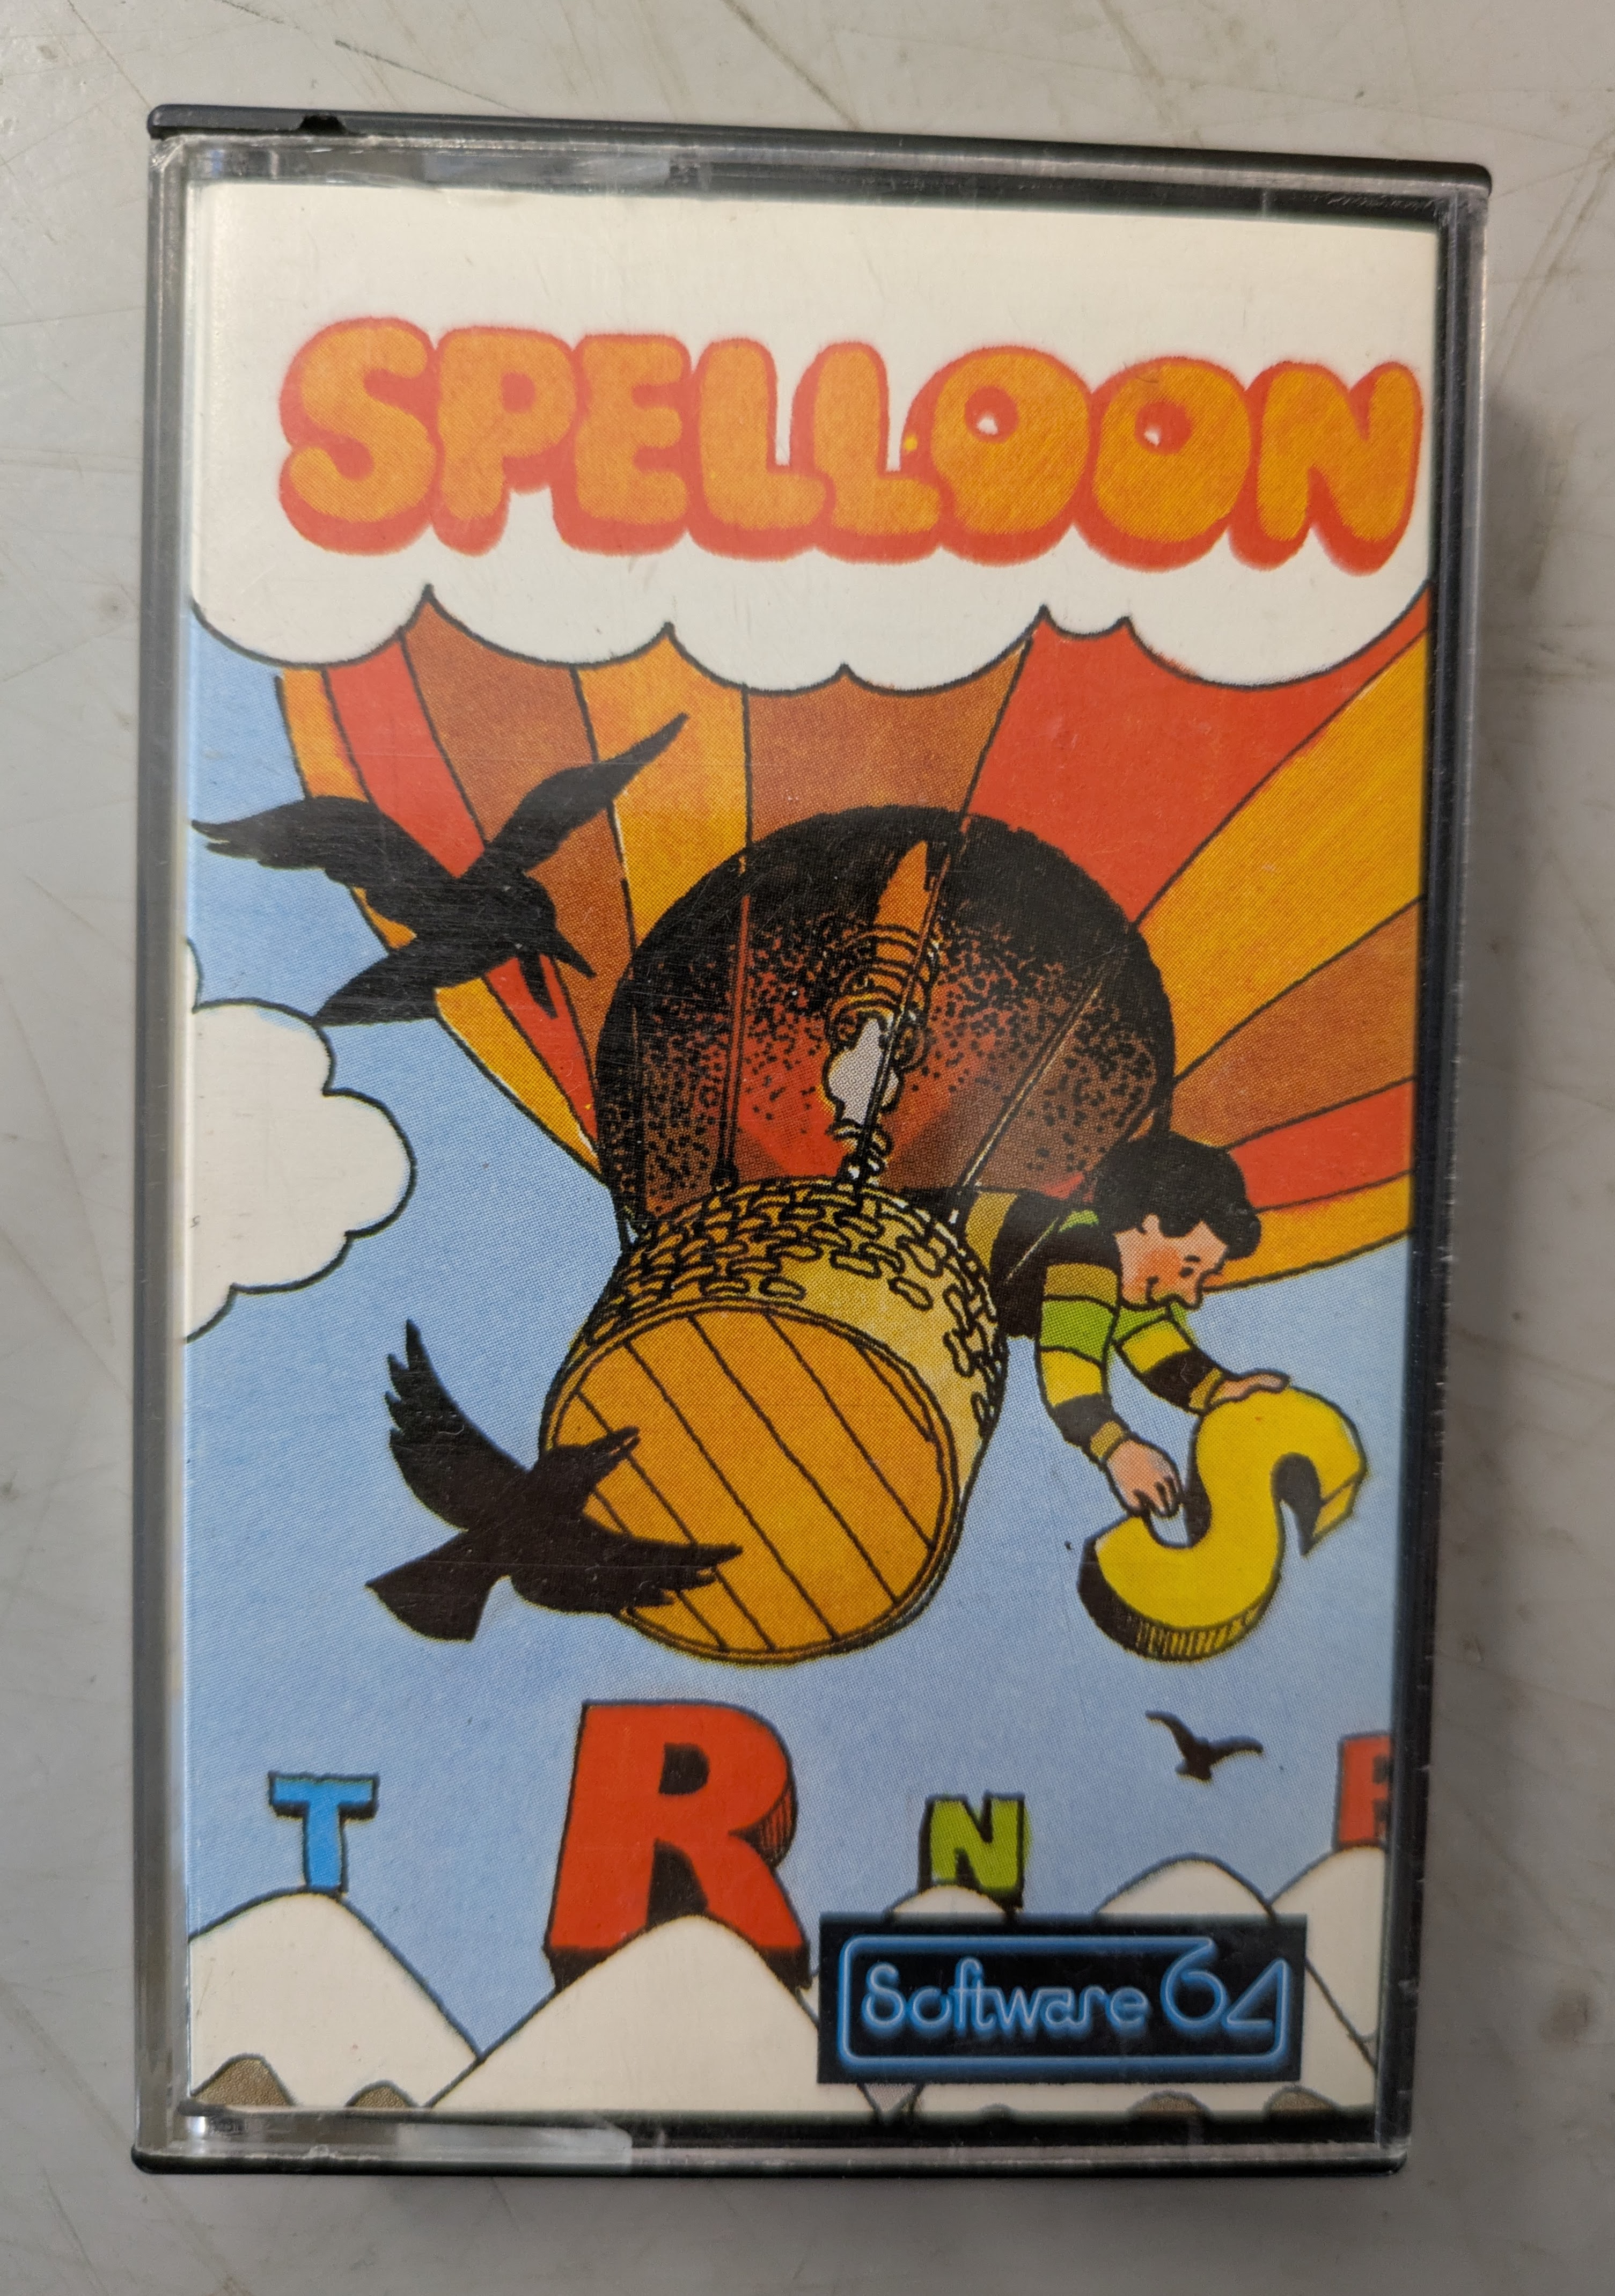 SPELLOON
S
T R N R
Software 64